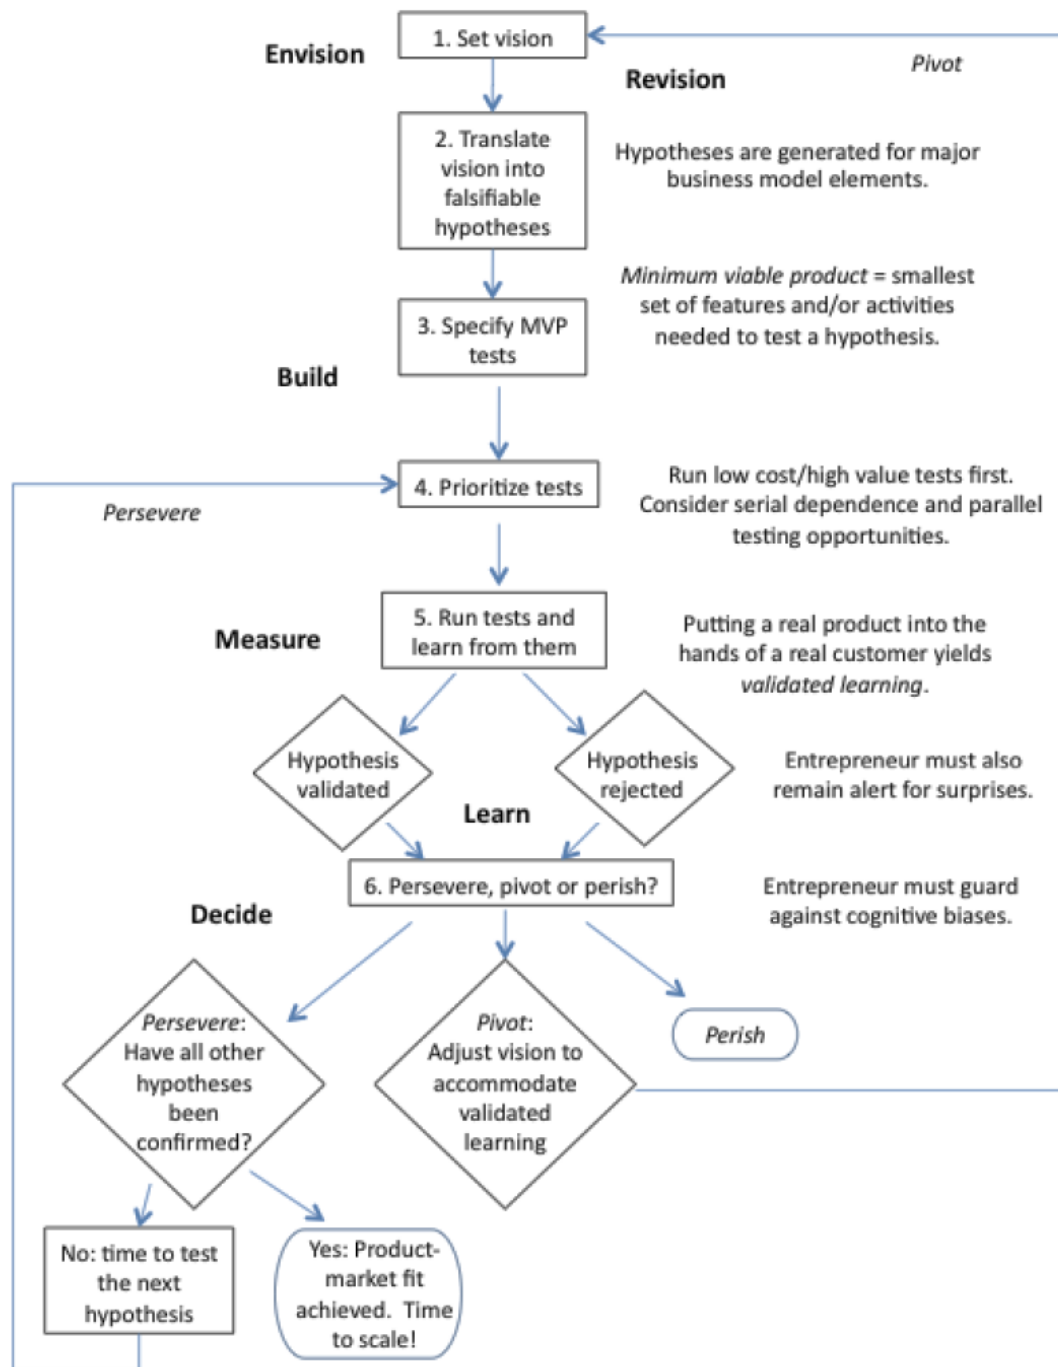 1. Set vision
Envision
Pivot
Revision
2. Translate
vision into
falsifiable
hypotheses
Hypotheses are generated for major
business model elements.
Minimum viable product = smallest
set of features and/or activities
needed to test a hypothesis.
3. Specify MVP
tests
Build
4. Prioritize tests
Persevere
Run low cost/high value tests first.
Consider serial dependence and parallel
testing opportunities.
5. Run tests and
learn from them
Measure
Putting a real product into the
hands of a real customer yields
validated learning.
Hypothesis
validated
Hypothesis
rejected
Entrepreneur must also
remain alert for surprises.
Learn
6. Persevere, pivot or perish?
Entrepreneur must guard
against cognitive biases.
Decide
Persevere:
Have all other
hypotheses
been
confirmed?
Pivot:
Adjust vision to
accommodate
validated
learning
Perish
No: time to test
the next
hypothesis
Yes: Product-
market fit
achieved. Time
to scale!